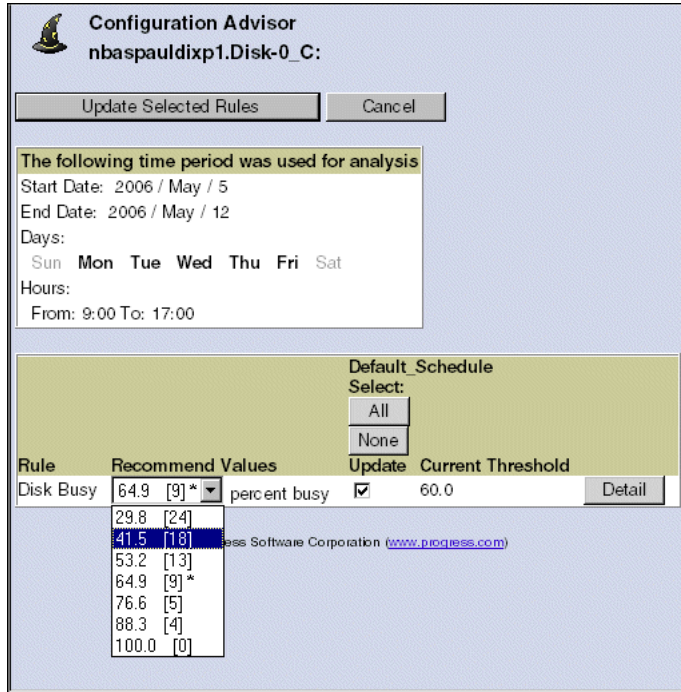 Configuration Advisor
nbaspauldixp1.Disk-0_C:
Update Selected Rules Cancel
The following time period was used for analysis
Start Date: 2006 / May / 5
End Date: 2006 / May / 12
Days:
Sun Mon Tue Wed Thu Fri Sat
Hours:
From: 9:00 To: 17:00
Default_Schedule
Select:
All
None
Rule Recommend Values Update Current Threshold
Disk Busy 64.9 [9] * percent busy 60.0 Detail
29.8 [24]
41.5 [18] ess Software Corporation (www.progress.com)
53.2 [13]
64.9 [9] *
76.6 [5]
88.3 [4]
100.0 [0]